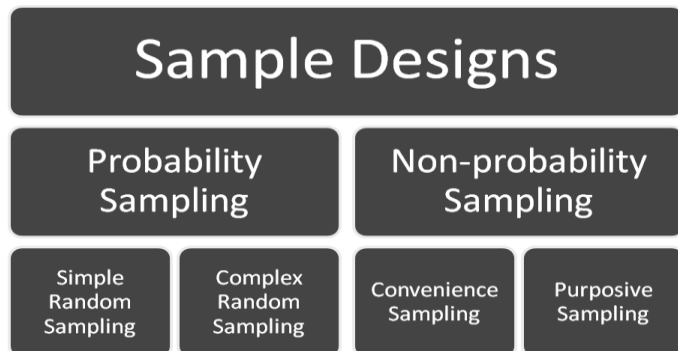 Sample Designs
Probability
Sampling
Non-probability
Sampling
Simple
Random
Sampling
Complex
Random
Sampling
Convenience
Sampling
Purposive
Sampling